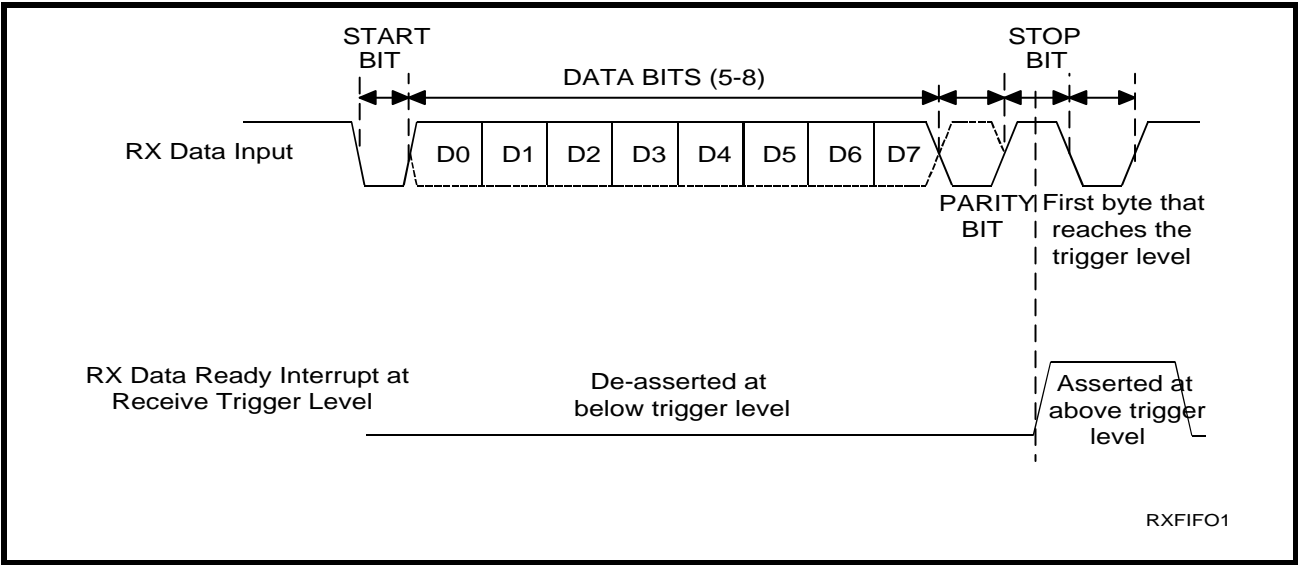 START
BIT
STOP
BIT
DATA BITS (5-8)
RX Data Input
D0 D1 D2 D3 D4 D5 D6 D7
PARITY
BIT
First byte that
reaches the
trigger level
RX Data Ready Interrupt at
Receive Trigger Level
De-asserted at
below trigger level
Asserted at
above trigger
level
RXFIFO1